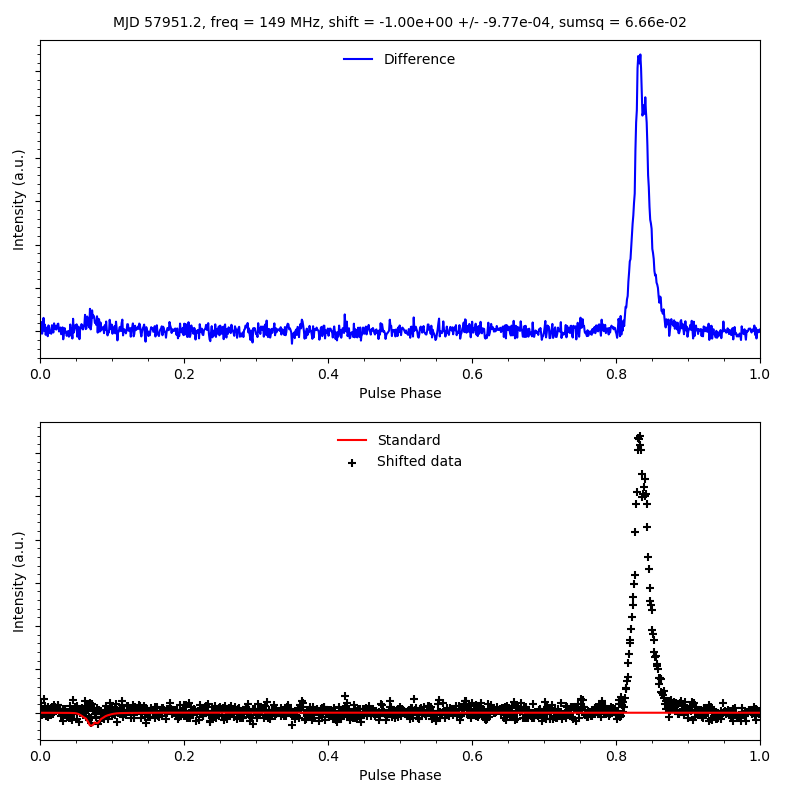 MJD 57951.2, freq = 149 MHz, shift = -1.00e+00 +/- -9.77e-04, sumsq = 6.66e-02
Difference
Intensity (a.u.)
0.0 0.2 0.4 0.6 0.8 1.0
Pulse Phase
Standard
Shifted data
Intensity (a.u.)
0.0 0.2 0.4 0.6 0.8 1.0
Pulse Phase